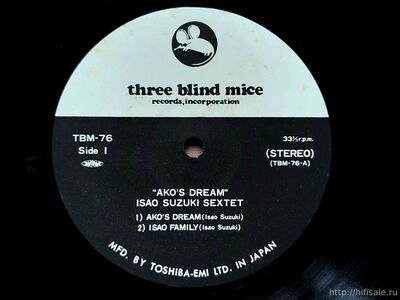 three blind mice
records, incorporation
TBM-76
Side 1
33⅓ r.p.m.
(STEREO)
(TBM-76-A)
"AKO'S DREAM"
ISAO SUZUKI SEXTET
1) AKO'S DREAM (Isao Suzuki)
2) ISAO FAMILY (Isao Suzuki)
MFD. BY TOSHIBA-EMI LTD. IN JAPAN
http://hifisale.ru